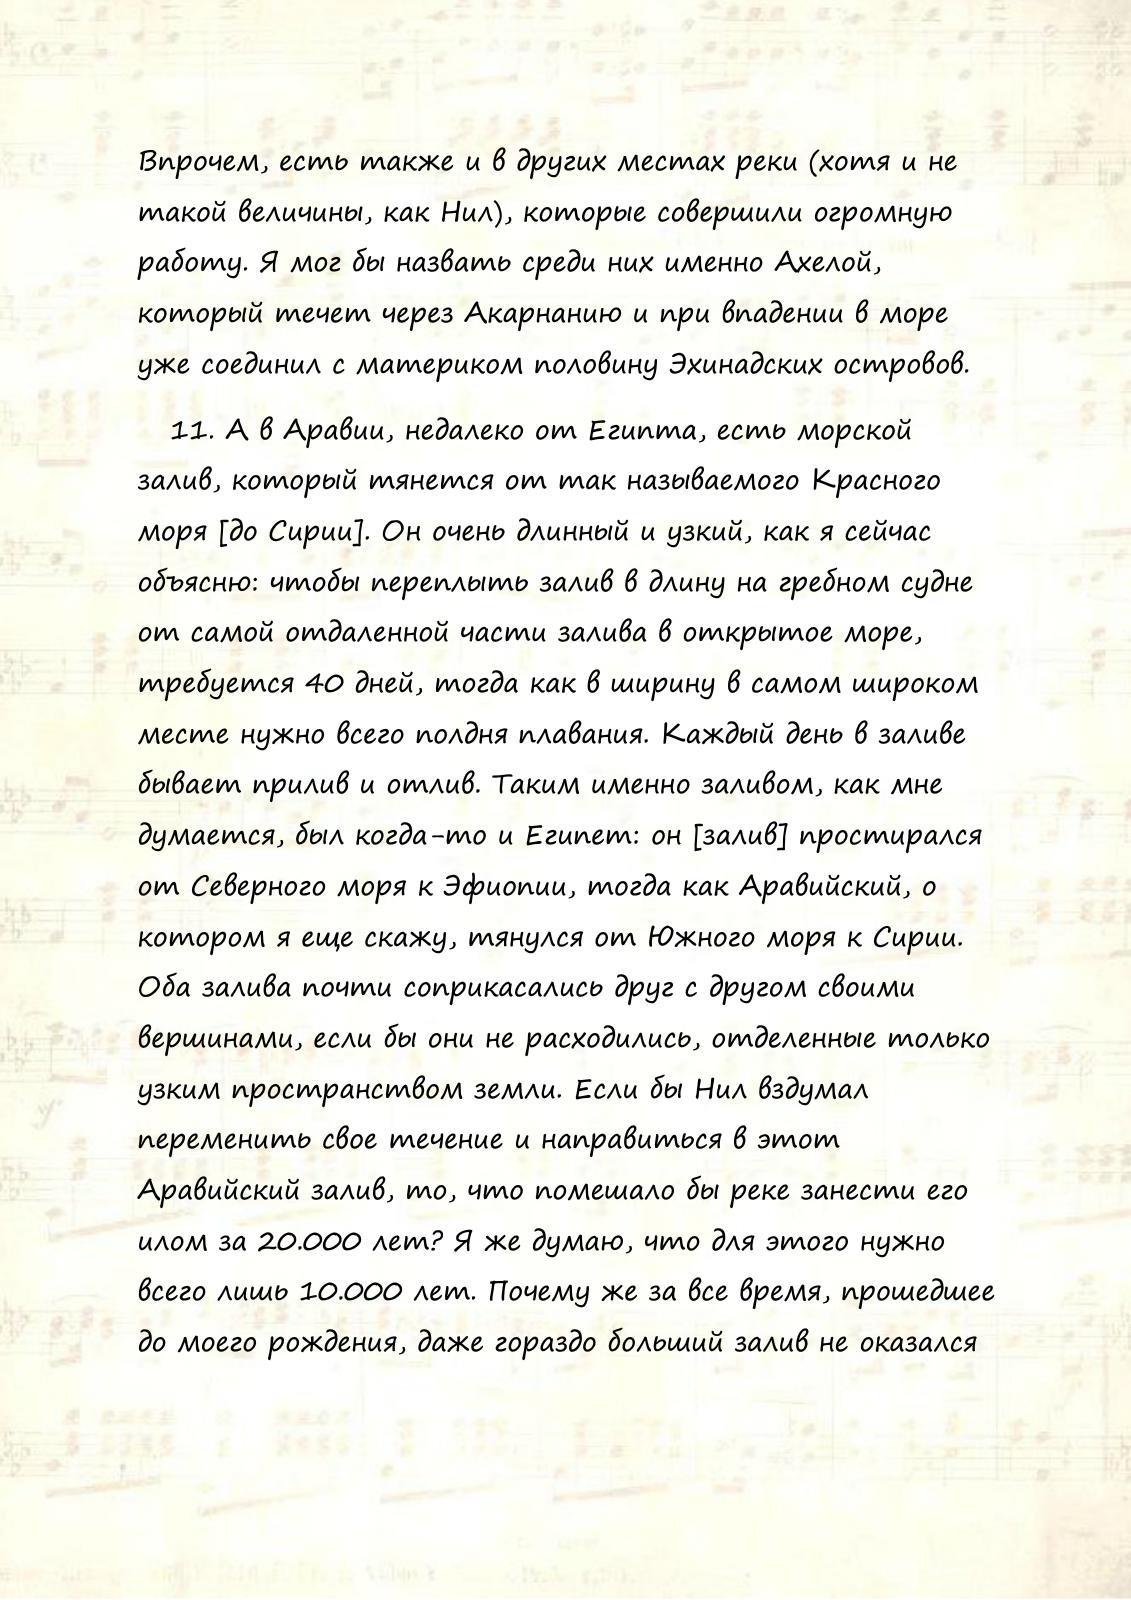 Впрочем, есть также и в других местах реки (хотя и не
такой величины, как Нил), которые совершили огромную
работу. Я мог бы назвать среди них именно Ахелой,
который течет через Акарнанию и при впадении в море
уже соединил с материком половину Эхинадских островов.
11. А в Аравии, недалеко от Египта, есть морской
залив, который тянется от так называемого Красного
моря [до Сирии]. Он очень длинный и узкий, как я сейчас
объясню: чтобы переплыть залив в длину на гребном судне
от самой отдаленной части залива в открытое море,
требуется 40 дней, тогда как в ширину в самом широком
месте нужно всего полдня плавания. Каждый день в заливе
бывает прилив и отлив. Таким именно заливом, как мне
думается, был когда-то и Египет: он [залив] простирался
от Северного моря к Эфиопии, тогда как Аравийский, о
котором я еще скажу, тянулся от Южного моря к Сирии.
Оба залива почти соприкасались друг с другом своими
вершинами, если бы они не расходились, отделенные только
узким пространством земли. Если бы Нил вздумал
переменить свое течение и направиться в этот
Аравийский залив, то, что помешало бы реке занести его
илом за 20.000 лет? Я же думаю, что для этого нужно
всего лишь 10.000 лет. Почему же за все время, прошедшее
до моего рождения, даже гораздо больший залив не оказался